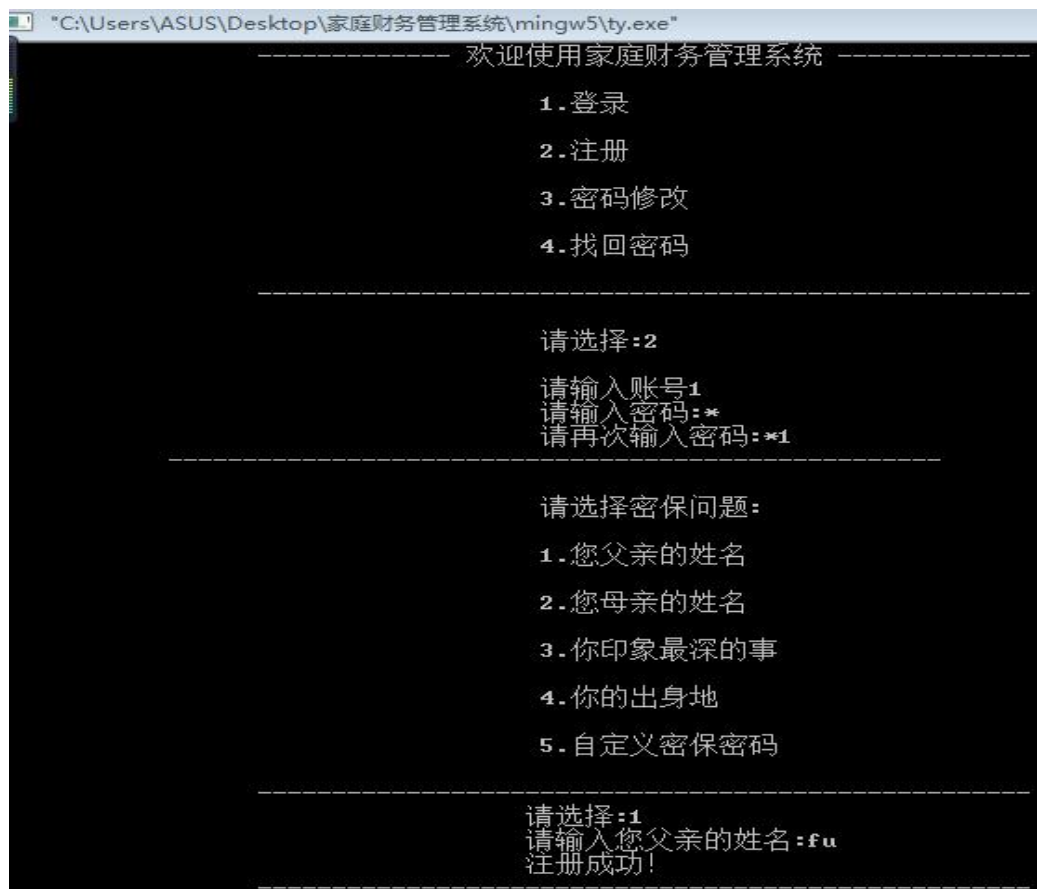 "C:\Users\ASUS\Desktop\家庭财务管理系统\mingw5\ty.exe"
------------- 欢迎使用家庭财务管理系统 -------------
1.登录
2.注册
3.密码修改
4.找回密码
----------------------------------------------------
请选择:2
请输入账号1
请输入密码:*
请再次输入密码:*1
----------------------------------------------------
请选择密保问题:
1.您父亲的姓名
2.您母亲的姓名
3.你印象最深的事
4.你的出身地
5.自定义密保密码
----------------------------------------------------
请选择:1
请输入您父亲的姓名:fu
注册成功!
----------------------------------------------------